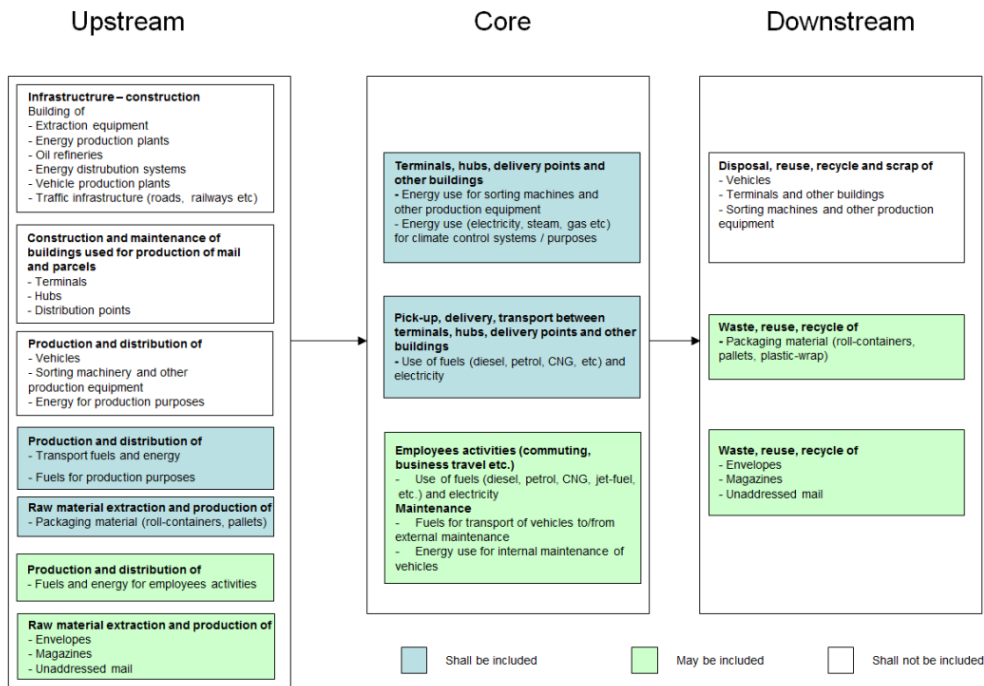 Upstream
Core
Downstream
Infrastrucrure – construction
Building of
- Extraction equipment
- Energy production plants
- Oil refineries
- Energy distrubution systems
- Vehicle production plants
- Traffic infrastructure (roads, railways etc)
Construction and maintenance of
buildings used for production of mail
and parcels
- Terminals
- Hubs
- Distribution points
Production and distribution of
- Vehicles
- Sorting machinery and other
production equipment
- Energy for production purposes
Production and distribution of
- Transport fuels and energy
- Fuels for production purposes
Raw material extraction and production of
- Packaging material (roll-containers, pallets)
Production and distribution of
- Fuels and energy for employees activities
Raw material extraction and production of
- Envelopes
- Magazines
- Unaddressed mail
Terminals, hubs, delivery points and
other buildings
- Energy use for sorting machines and
other production equipment
- Energy use (electricity, steam, gas etc)
for climate control systems / purposes
Pick-up, delivery, transport between
terminals, hubs, delivery points and other
buildings
- Use of fuels (diesel, petrol, CNG, etc) and
electricity
Employees activities (commuting,
business travel etc.)
- Use of fuels (diesel, petrol, CNG, jet-fuel,
etc.) and electricity
Maintenance
- Fuels for transport of vehicles to/from
external maintenance
- Energy use for internal maintenance of
vehicles
Disposal, reuse, recycle and scrap of
- Vehicles
- Terminals and other buildings
- Sorting machines and other production
equipment
Waste, reuse, recycle of
- Packaging material (roll-containers,
pallets, plastic-wrap)
Waste, reuse, recycle of
- Envelopes
- Magazines
- Unaddressed mail
Shall be included
May be included
Shall not be included